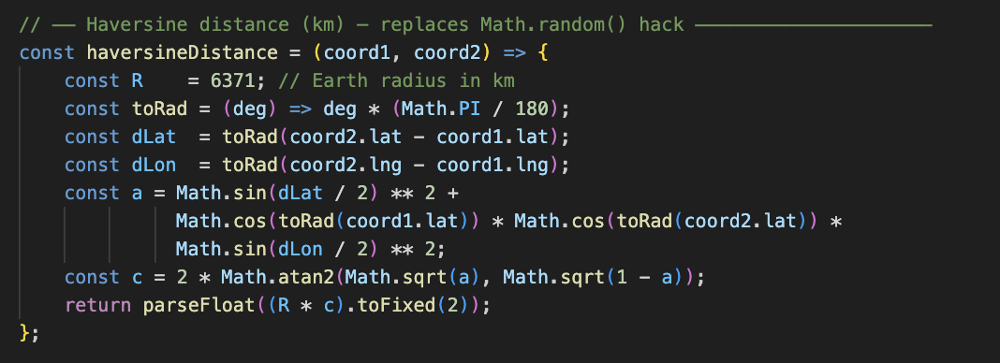 // —— Haversine distance (km) — replaces Math.random() hack —————————————————————
const haversineDistance = (coord1, coord2) => {
    const R    = 6371; // Earth radius in km
    const toRad = (deg) => deg * (Math.PI / 180);
    const dLat  = toRad(coord2.lat - coord1.lat);
    const dLon  = toRad(coord2.lng - coord1.lng);
    const a = Math.sin(dLat / 2) ** 2 +
              Math.cos(toRad(coord1.lat)) * Math.cos(toRad(coord2.lat)) *
              Math.sin(dLon / 2) ** 2;
    const c = 2 * Math.atan2(Math.sqrt(a), Math.sqrt(1 - a));
    return parseFloat((R * c).toFixed(2));
};